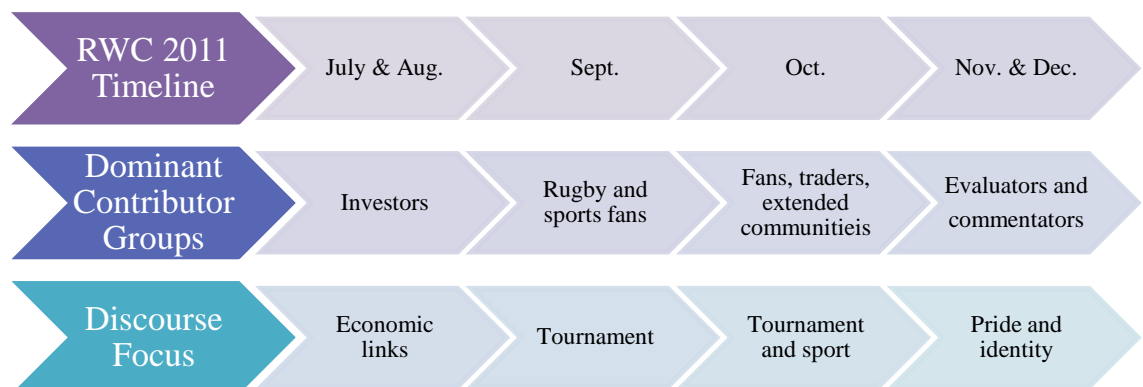 RWC 2011
Timeline
July & Aug.
Sept.
Oct.
Nov. & Dec.
Dominant
Contributor
Groups
Investors
Rugby and
sports fans
Fans, traders,
extended
communitieis
Evaluators and
commentators
Discourse
Focus
Economic
links
Tournament
Tournament
and sport
Pride and
identity